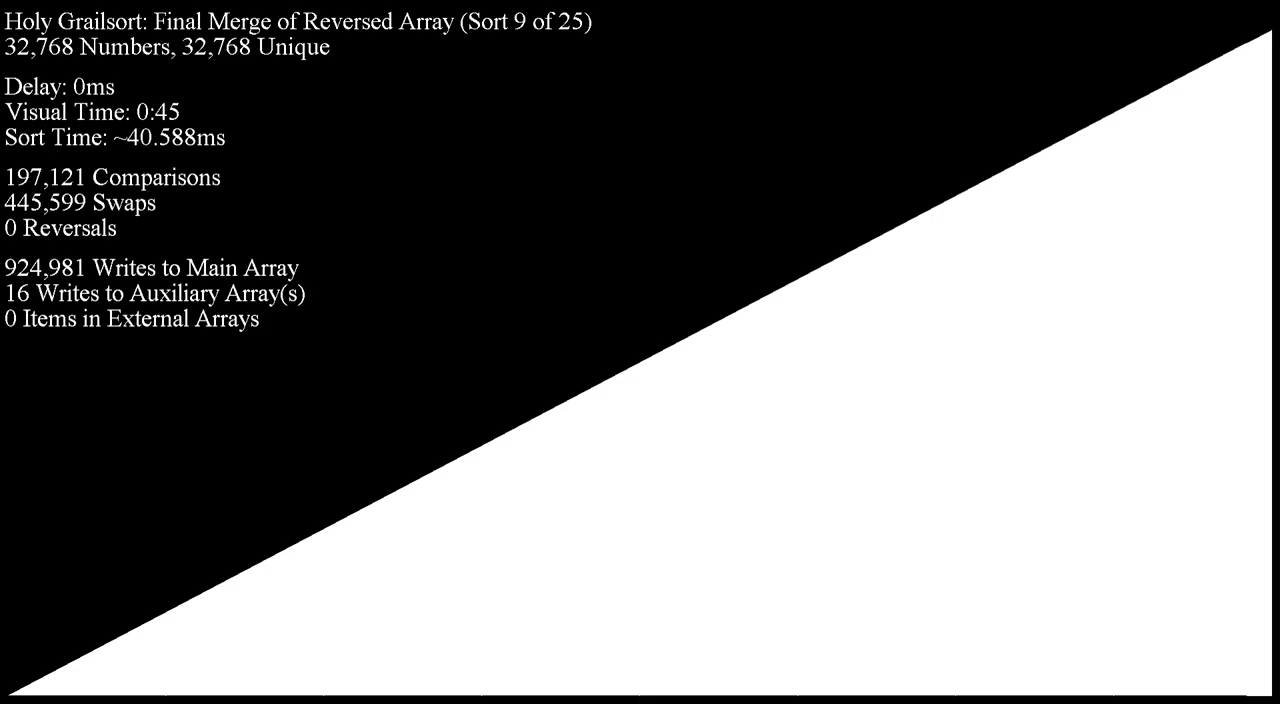 Holy Grailsort: Final Merge of Reversed Array (Sort 9 of 25)
32,768 Numbers, 32,768 Unique
Delay: 0ms
Visual Time: 0:45
Sort Time: ~40.588ms
197,121 Comparisons
445,599 Swaps
0 Reversals
924,981 Writes to Main Array
16 Writes to Auxiliary Array(s)
0 Items in External Arrays